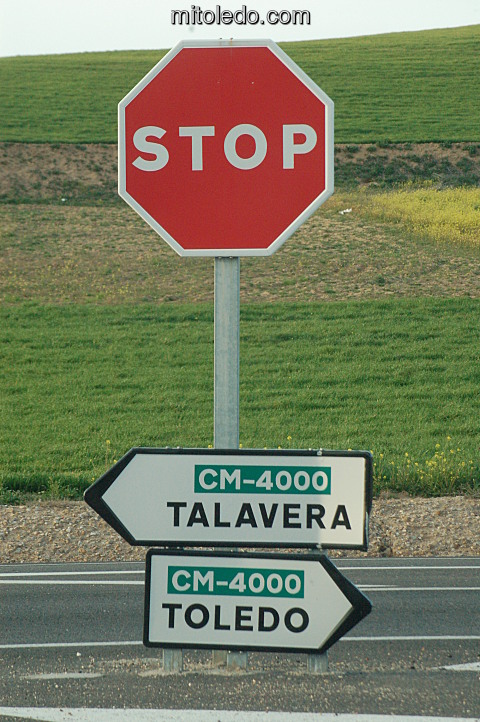 mitoledo.com
STOP
CM-4000
TALAVERA
CM-4000
TOLEDO